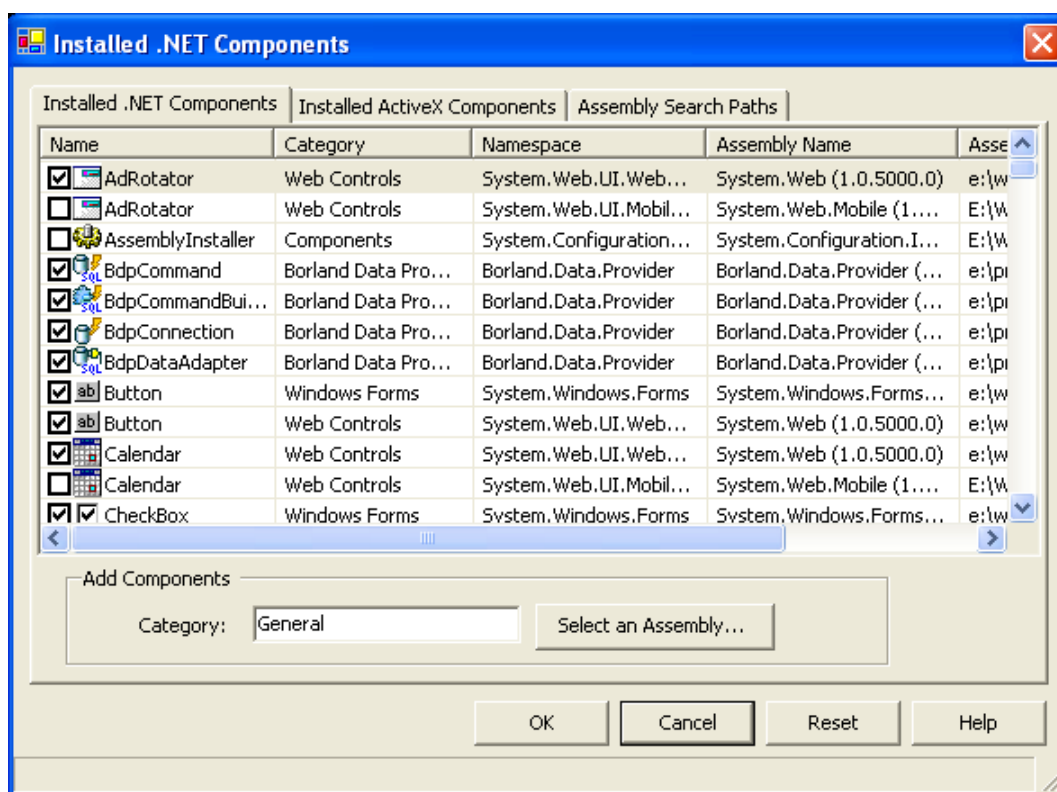 Installed .NET Components
Installed .NET Components Installed ActiveX Components Assembly Search Paths
Name Category Namespace Assembly Name Asse
AdRotator Web Controls System.Web.UI.Web... System.Web (1.0.5000.0) e:\w
AdRotator Web Controls System.Web.UI.Mobil... System.Web.Mobile (1.... E:\W
AssemblyInstaller Components System.Configuration... System.Configuration.I... E:\W
BdpCommand Borland Data Pro... Borland.Data.Provider Borland.Data.Provider (... e:\pr
BdpCommandBui... Borland Data Pro... Borland.Data.Provider Borland.Data.Provider (... e:\pr
BdpConnection Borland Data Pro... Borland.Data.Provider Borland.Data.Provider (... e:\pr
BdpDataAdapter Borland Data Pro... Borland.Data.Provider Borland.Data.Provider (... e:\pr
Button Windows Forms System.Windows.Forms System.Windows.Forms... e:\w
Button Web Controls System.Web.UI.Web... System.Web (1.0.5000.0) e:\w
Calendar Web Controls System.Web.UI.Web... System.Web (1.0.5000.0) e:\w
Calendar Web Controls System.Web.UI.Mobil... System.Web.Mobile (1.... E:\W
CheckBox Windows Forms System.Windows.Forms System.Windows.Forms... e:\w
Add Components
Category: General Select an Assembly...
OK Cancel Reset Help